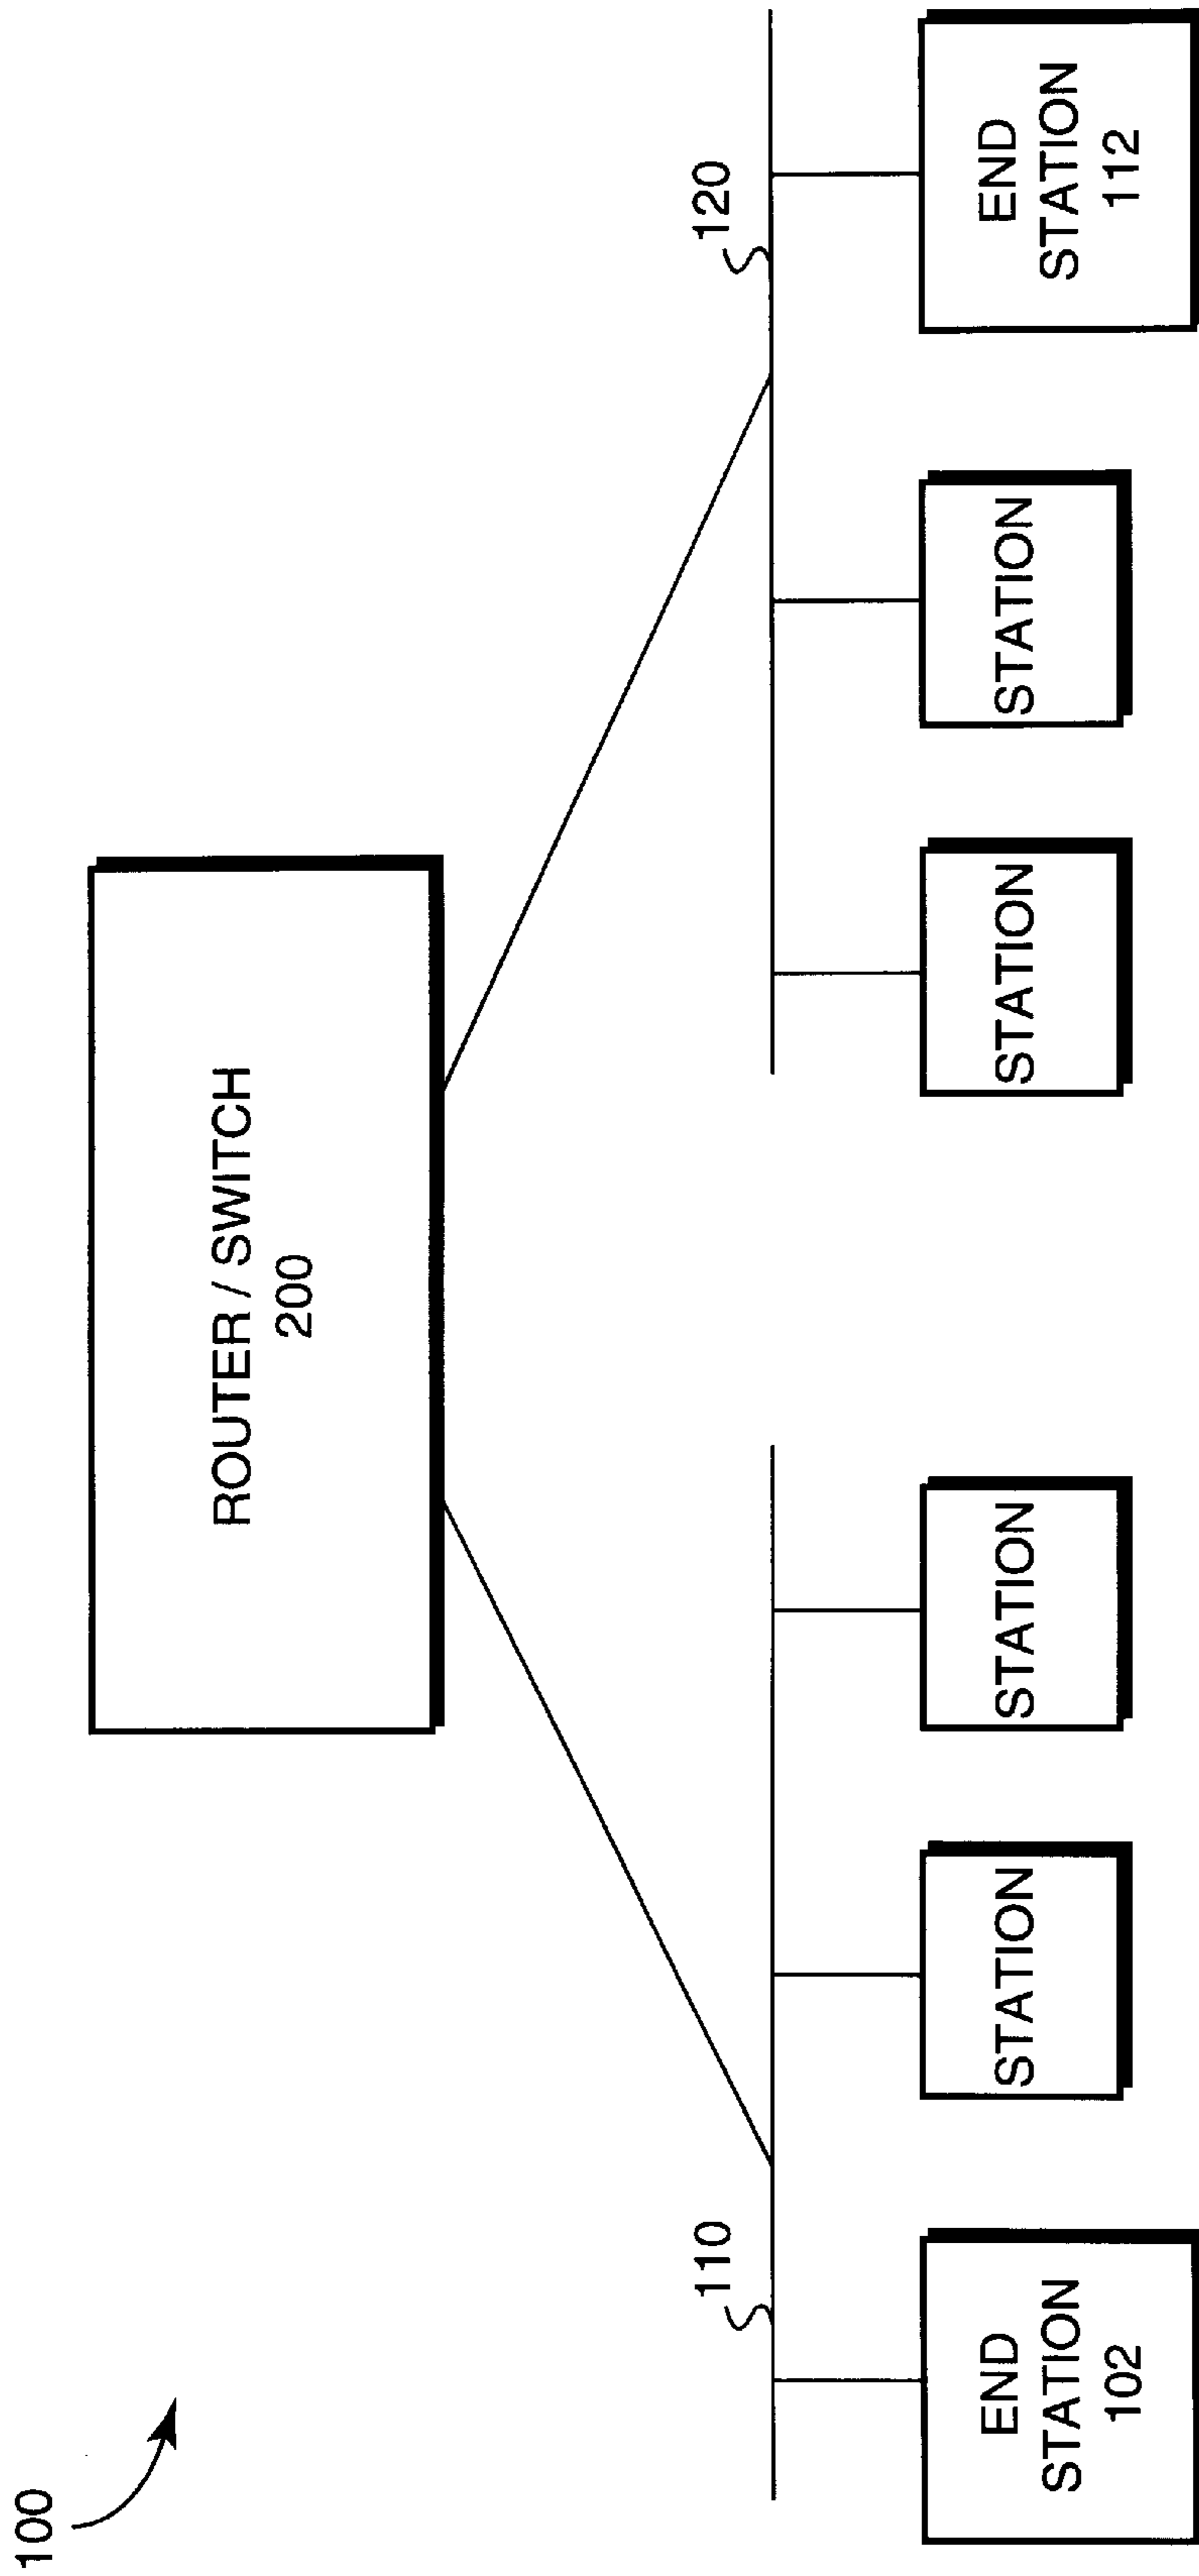 100
ROUTER / SWITCH
200
110
120
END
STATION
102
STATION
STATION
STATION
STATION
END
STATION
112